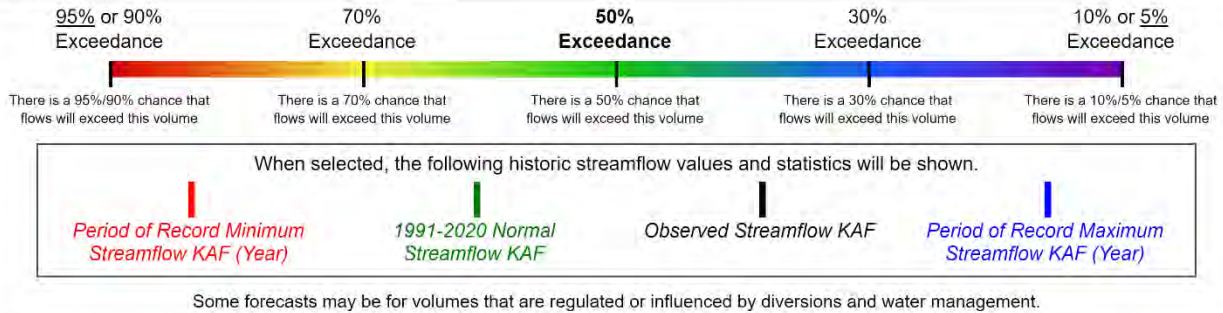 95% or 90% 70% 50% 30% 10% or 5%
Exceedance Exceedance Exceedance Exceedance Exceedance
There is a 95%/90% chance that There is a 70% chance that There is a 50% chance that There is a 30% chance that There is a 10%/5% chance that
flows will exceed this volume flows will exceed this volume flows will exceed this volume flows will exceed this volume flows will exceed this volume
When selected, the following historic streamflow values and statistics will be shown.
Period of Record Minimum 1991-2020 Normal Observed Streamflow KAF Period of Record Maximum
Streamflow KAF (Year) Streamflow KAF Streamflow KAF (Year)
Some forecasts may be for volumes that are regulated or influenced by diversions and water management.